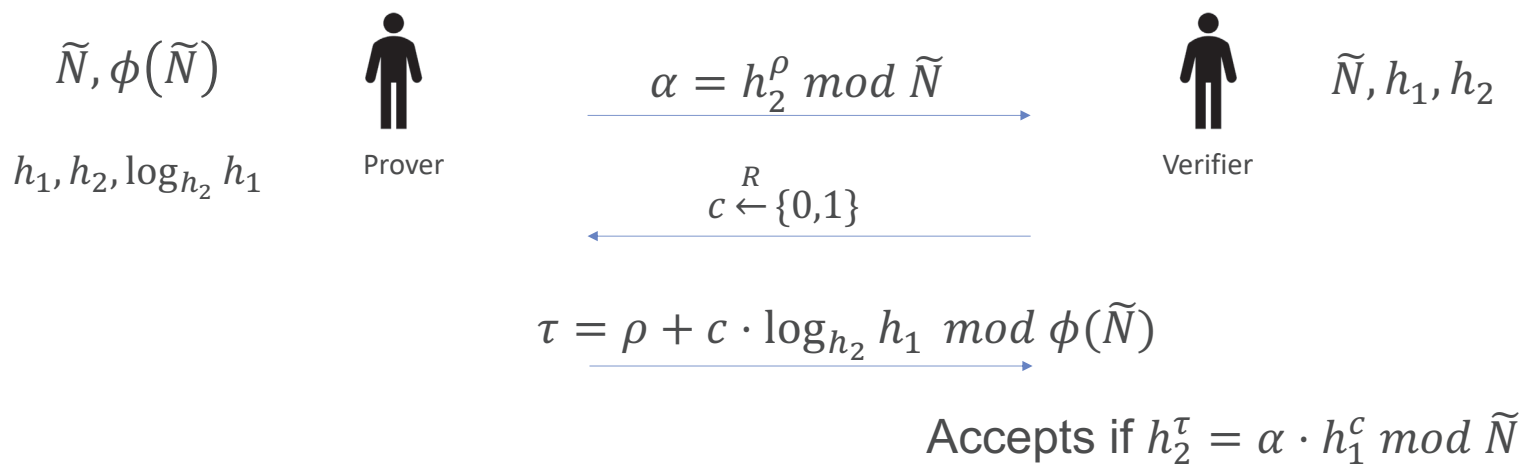 Ñ, ϕ(Ñ)
α = h₂^ρ mod Ñ
Ñ, h₁, h₂
h₁, h₂, log_{h₂} h₁
Prover
Verifier
c ←^R {0,1}
τ = ρ + c · log_{h₂} h₁ mod ϕ(Ñ)
Accepts if h₂^τ = α · h₁^c mod Ñ